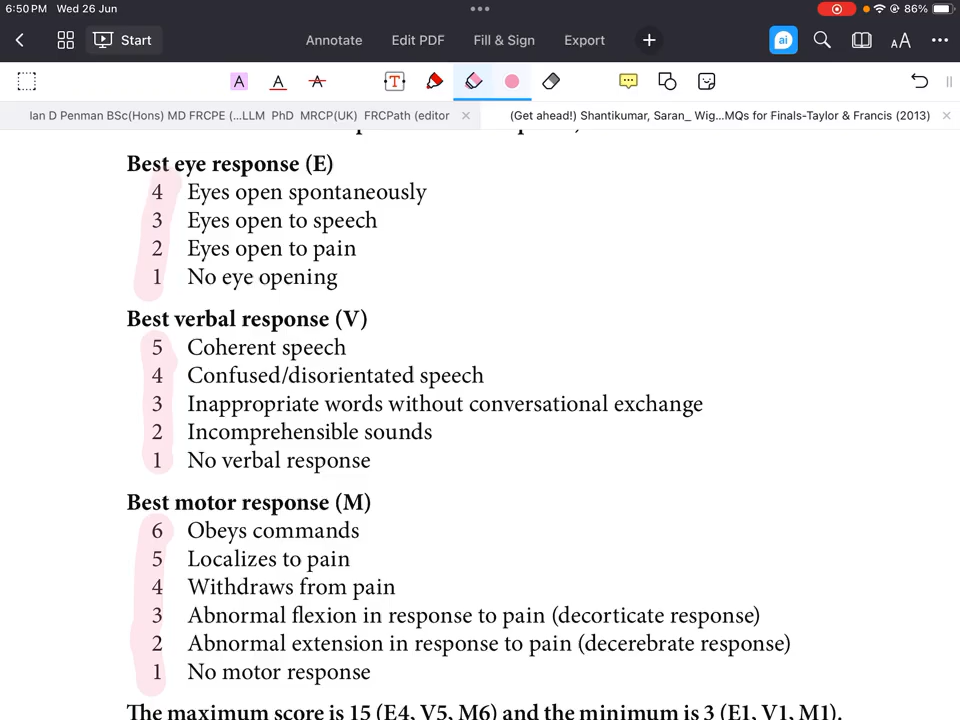 6:50 PM Wed 26 Jun
86%
Start
Annotate
Edit PDF
Fill & Sign
Export
ai
AA
A A A T
Ian D Penman BSc(Hons) MD FRCPE (...LLM PhD MRCP(UK) FRCPath (editor
(Get ahead!) Shantikumar, Saran_ Wig...MQs for Finals-Taylor & Francis (2013)
Best eye response (E)
4 Eyes open spontaneously
3 Eyes open to speech
2 Eyes open to pain
1 No eye opening
Best verbal response (V)
5 Coherent speech
4 Confused/disorientated speech
3 Inappropriate words without conversational exchange
2 Incomprehensible sounds
1 No verbal response
Best motor response (M)
6 Obeys commands
5 Localizes to pain
4 Withdraws from pain
3 Abnormal flexion in response to pain (decorticate response)
2 Abnormal extension in response to pain (decerebrate response)
1 No motor response
The maximum score is 15 (E4, V5, M6) and the minimum is 3 (E1, V1, M1).